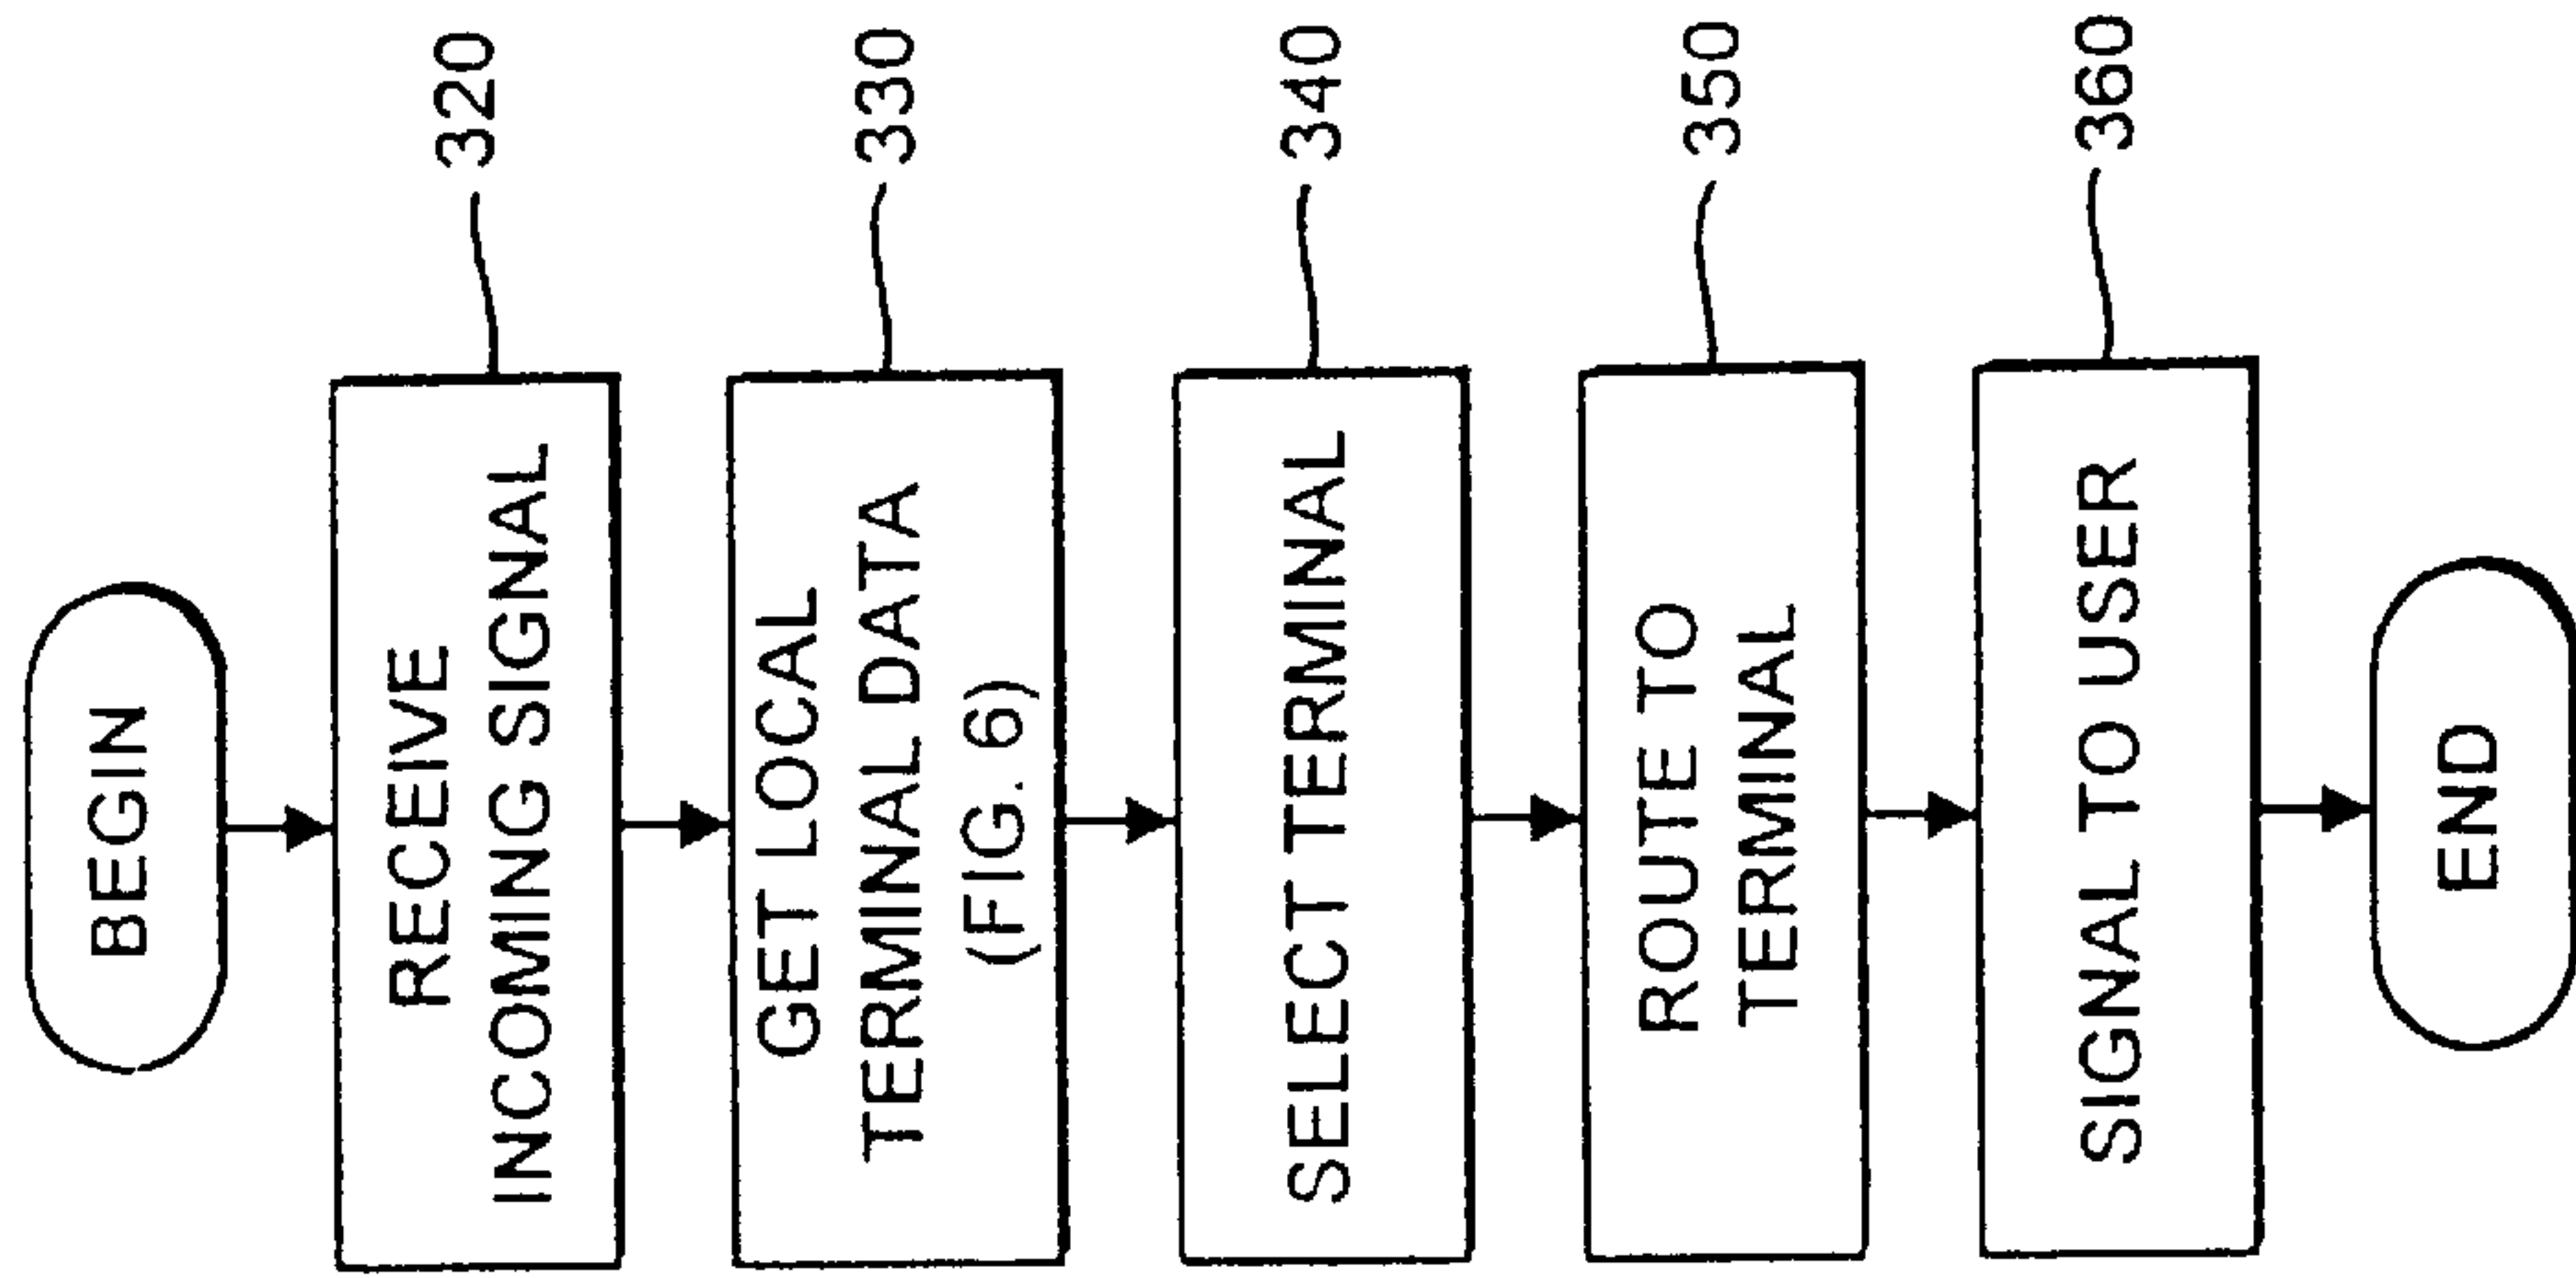 BEGIN
RECEIVE
INCOMING SIGNAL
320
GET LOCAL
TERMINAL DATA
(FIG. 6)
330
SELECT TERMINAL
340
ROUTE TO
TERMINAL
350
SIGNAL TO USER
360
END